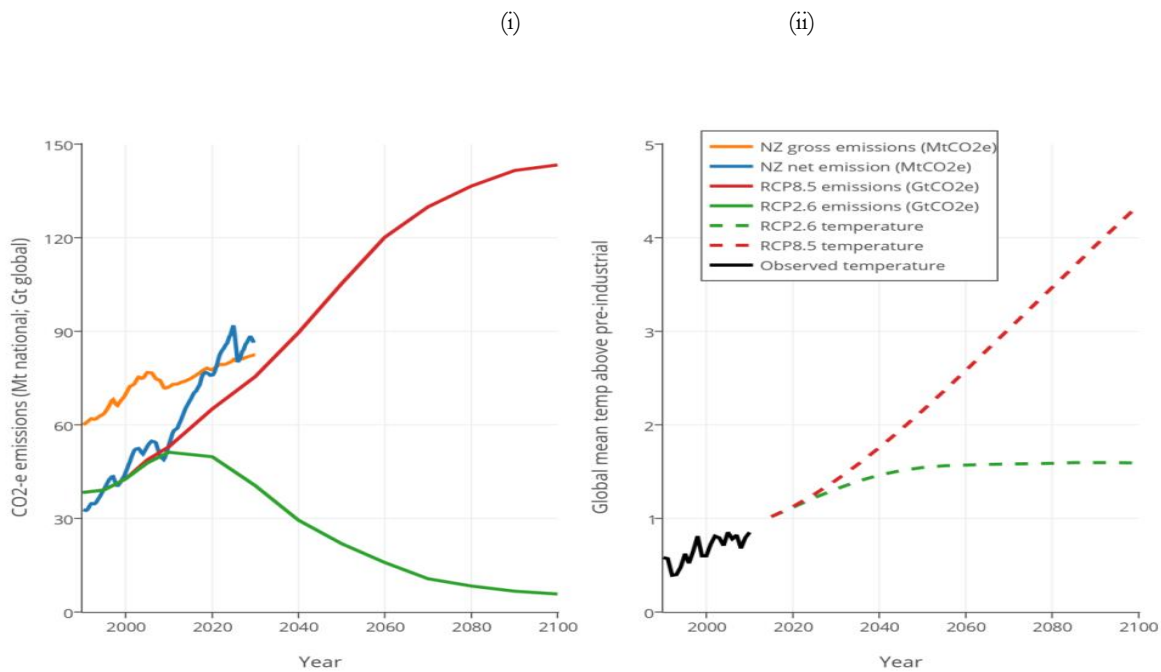 (i)
(ii)
CO2-e emissions (Mt national; Gt global)
150
120
90
60
30
0
2000
2020
2040
2060
2080
2100
Year
Global mean temp above pre-industrial
5
4
3
2
1
0
NZ gross emissions (MtCO2e)
NZ net emission (MtCO2e)
RCP8.5 emissions (GtCO2e)
RCP2.6 emissions (GtCO2e)
RCP2.6 temperature
RCP8.5 temperature
Observed temperature
2000
2020
2040
2060
2080
2100
Year